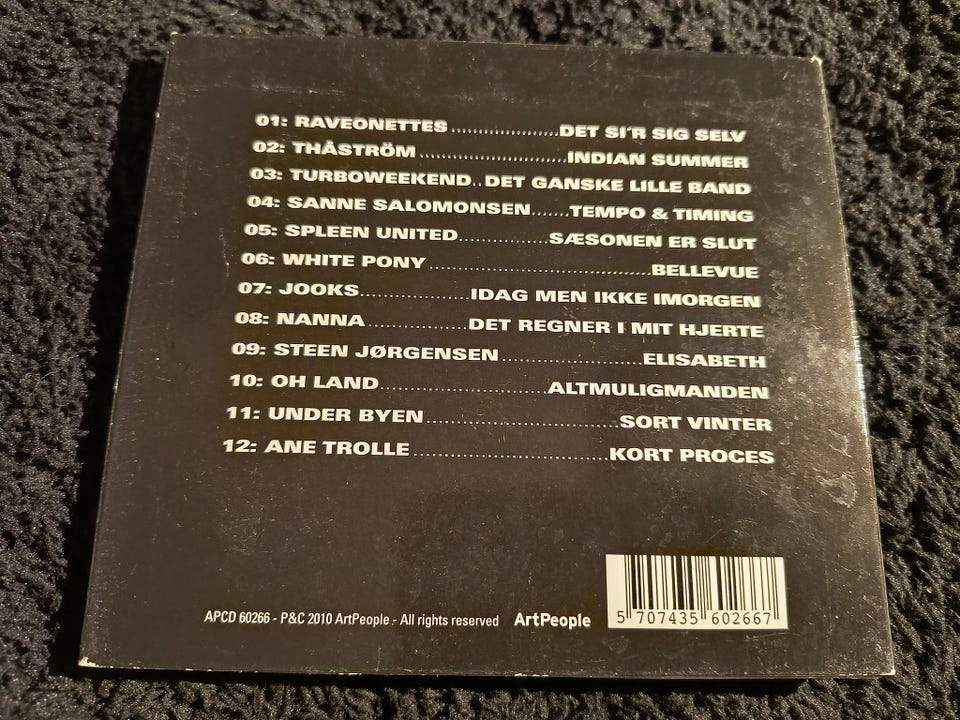 01: RAVEONETTES....................DET SI'R SIG SELV
02: THÅSTRÖM...........................INDIAN SUMMER
03: TURBOWEEKEND..DET GANSKE LILLE BAND
04: SANNE SALOMONSEN.......TEMPO & TIMING
05: SPLEEN UNITED................SÆSONEN ER SLUT
06: WHITE PONY........................................BELLEVUE
07: JOOKS....................IDAG MEN IKKE IMORGEN
08: NANNA..................DET REGNER I MIT HJERTE
09: STEEN JØRGENSEN.........................ELISABETH
10: OH LAND..............................ALTMULIGMANDEN
11: UNDER BYEN...................................SORT VINTER
12: ANE TROLLE...................................KORT PROCES
APCD 60266 - P&C 2010 ArtPeople - All rights reserved ArtPeople
5 707435 602667